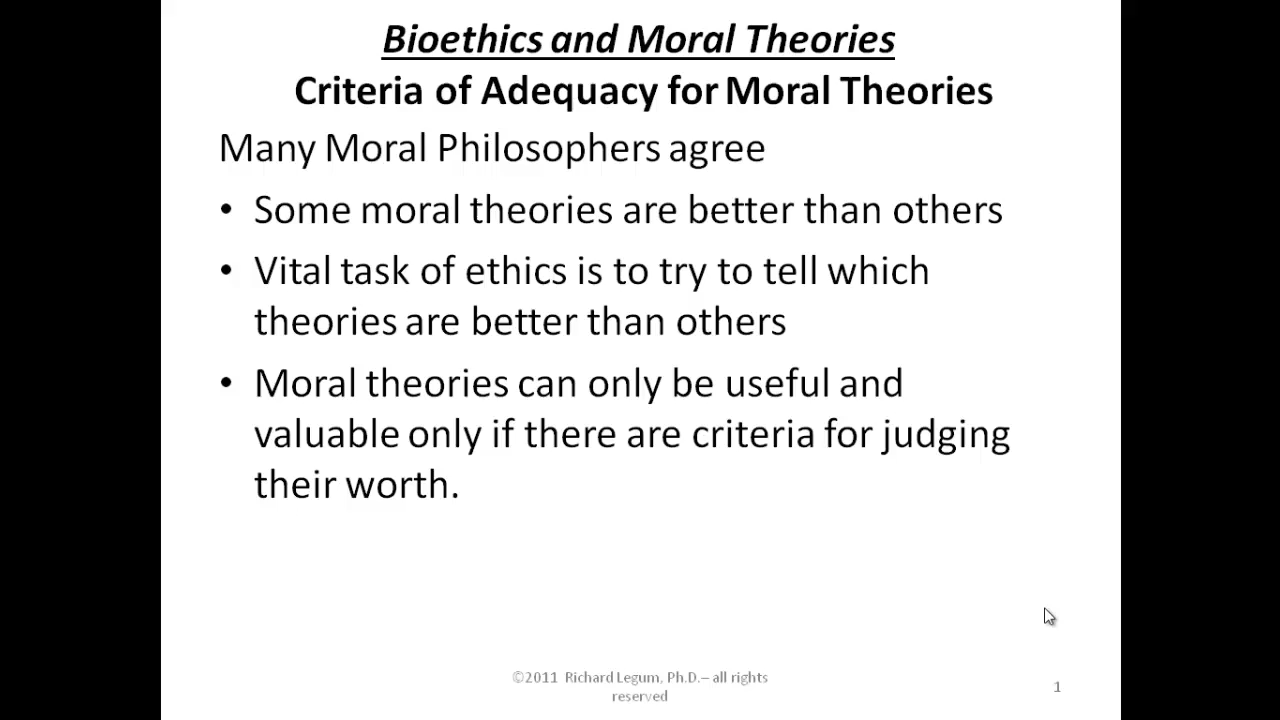 Bioethics and Moral Theories
Criteria of Adequacy for Moral Theories
Many Moral Philosophers agree
• Some moral theories are better than others
• Vital task of ethics is to try to tell which
theories are better than others
• Moral theories can only be useful and
valuable only if there are criteria for judging
their worth.
©2011 Richard Legum, Ph.D.– all rights
reserved
1